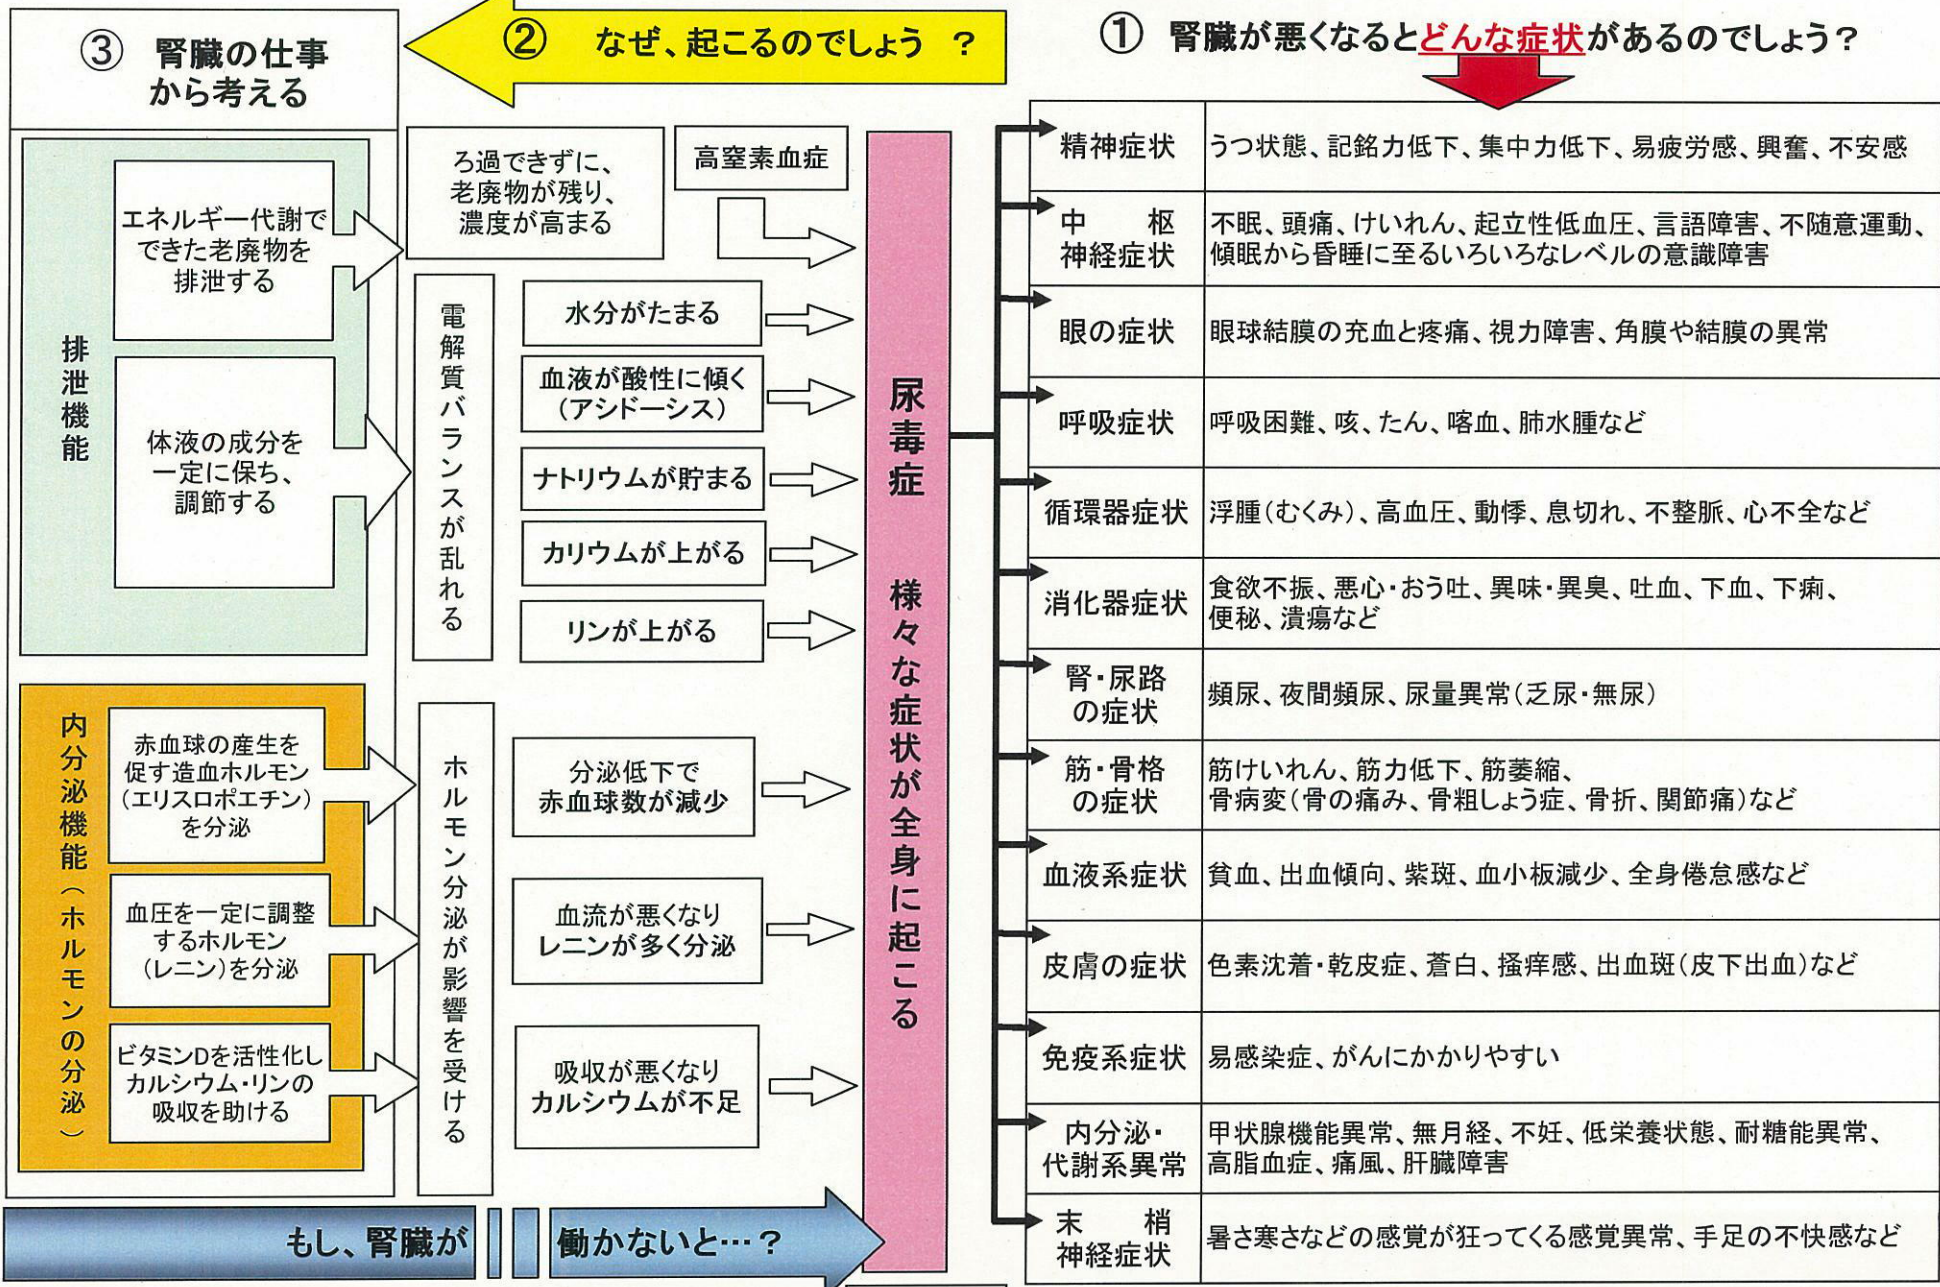 ③ 腎臓の仕事
から考える
② なぜ、起こるのでしょう ?
① 腎臓が悪くなるとどんな症状があるのでしょう?
排泄機能
エネルギー代謝で
できた老廃物を
排泄する
体液の成分を
一定に保ち、
調節する
内分泌機能(ホルモンの分泌)
赤血球の産生を
促す造血ホルモン
(エリスロポエチン)
を分泌
血圧を一定に調整
するホルモン
(レニン)を分泌
ビタミンDを活性化し
カルシウム・リンの
吸収を助ける
ろ過できずに、
老廃物が残り、
濃度が高まる
高窒素血症
電解質バランスが乱れる
水分がたまる
血液が酸性に傾く
(アシドーシス)
ナトリウムが貯まる
カリウムが上がる
リンが上がる
ホルモン分泌が影響を受ける
分泌低下で
赤血球数が減少
血流が悪くなり
レニンが多く分泌
吸収が悪くなり
カルシウムが不足
尿毒症 様々な症状が全身に起こる
もし、腎臓が 働かないと…?
精神症状
うつ状態、記銘力低下、集中力低下、易疲労感、興奮、不安感
中 枢
神経症状
不眠、頭痛、けいれん、起立性低血圧、言語障害、不随意運動、
傾眠から昏睡に至るいろいろなレベルの意識障害
眼の症状
眼球結膜の充血と疼痛、視力障害、角膜や結膜の異常
呼吸症状
呼吸困難、咳、たん、喀血、肺水腫など
循環器症状
浮腫(むくみ)、高血圧、動悸、息切れ、不整脈、心不全など
消化器症状
食欲不振、悪心・おう吐、異味・異臭、吐血、下血、下痢、
便秘、潰瘍など
腎・尿路
の症状
頻尿、夜間頻尿、尿量異常(乏尿・無尿)
筋・骨格
の症状
筋けいれん、筋力低下、筋萎縮、
骨病変(骨の痛み、骨粗しょう症、骨折、関節痛)など
血液系症状
貧血、出血傾向、紫斑、血小板減少、全身倦怠感など
皮膚の症状
色素沈着・乾皮症、蒼白、掻痒感、出血斑(皮下出血)など
免疫系症状
易感染症、がんにかかりやすい
内分泌・
代謝系異常
甲状腺機能異常、無月経、不妊、低栄養状態、耐糖能異常、
高脂血症、痛風、肝臓障害
末 梢
神経症状
暑さ寒さなどの感覚が狂ってくる感覚異常、手足の不快感など